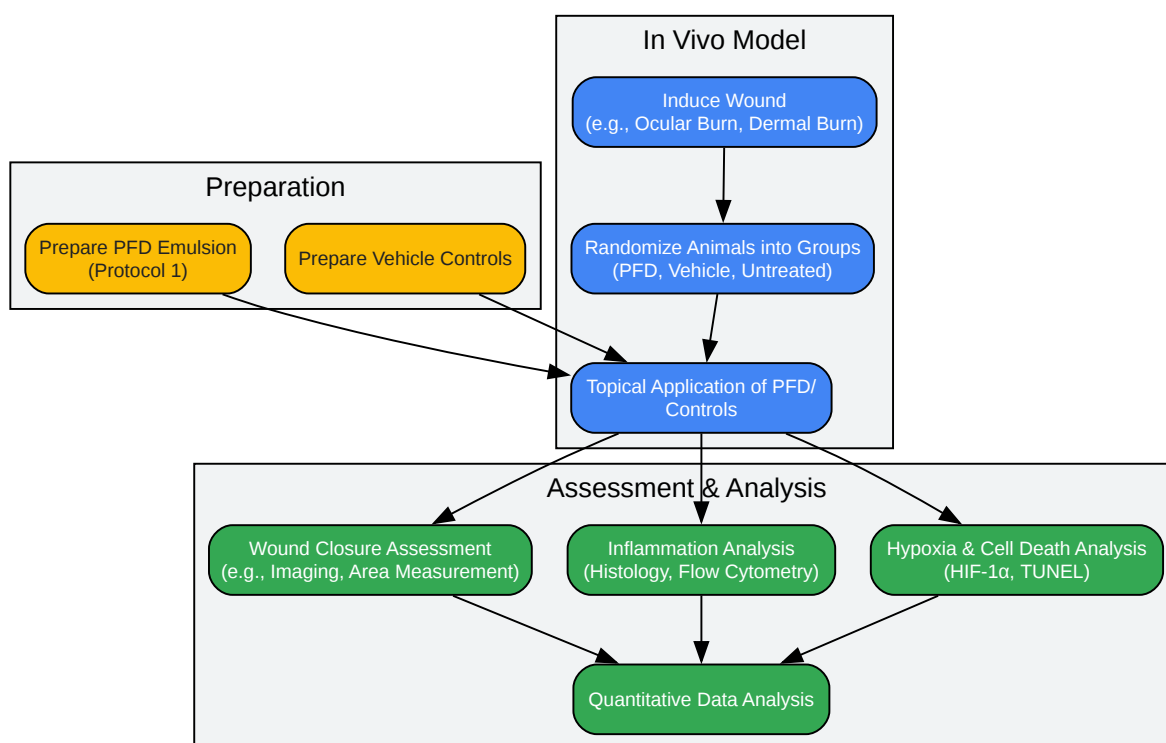 In Vivo Model
Induce Wound
(e.g., Ocular Burn, Dermal Burn)
Preparation
Prepare PFD Emulsion
(Protocol 1)
Prepare Vehicle Controls
Randomize Animals into Groups
(PFD, Vehicle, Untreated)
Topical Application of PFD/
Controls
Assessment & Analysis
Wound Closure Assessment
(e.g., Imaging, Area Measurement)
Inflammation Analysis
(Histology, Flow Cytometry)
Hypoxia & Cell Death Analysis
(HIF-1α, TUNEL)
Quantitative Data Analysis